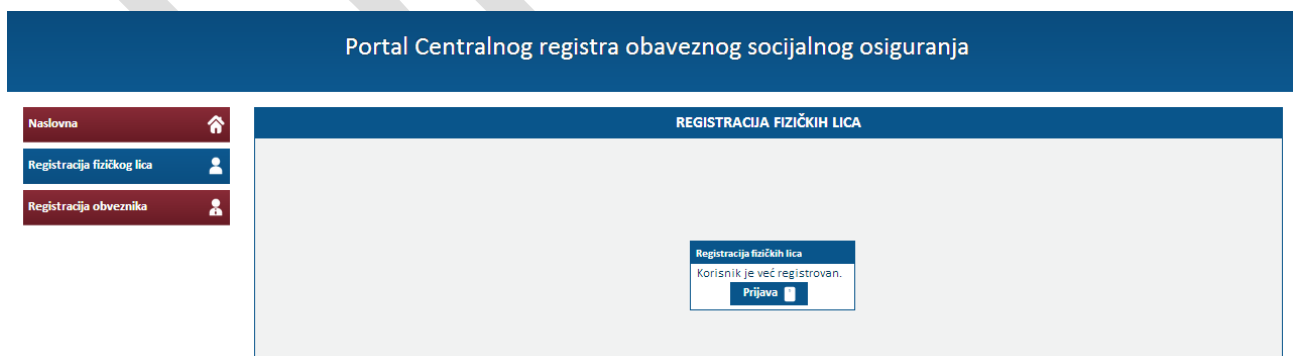 Portal Centralnog registra obaveznog socijalnog osiguranja
Naslovna
Registracija fizičkog lica
Registracija obveznika
REGISTRACIJA FIZIČKIH LICA
Registracija fizičkih lica
Korisnik je već registrovan.
Prijava